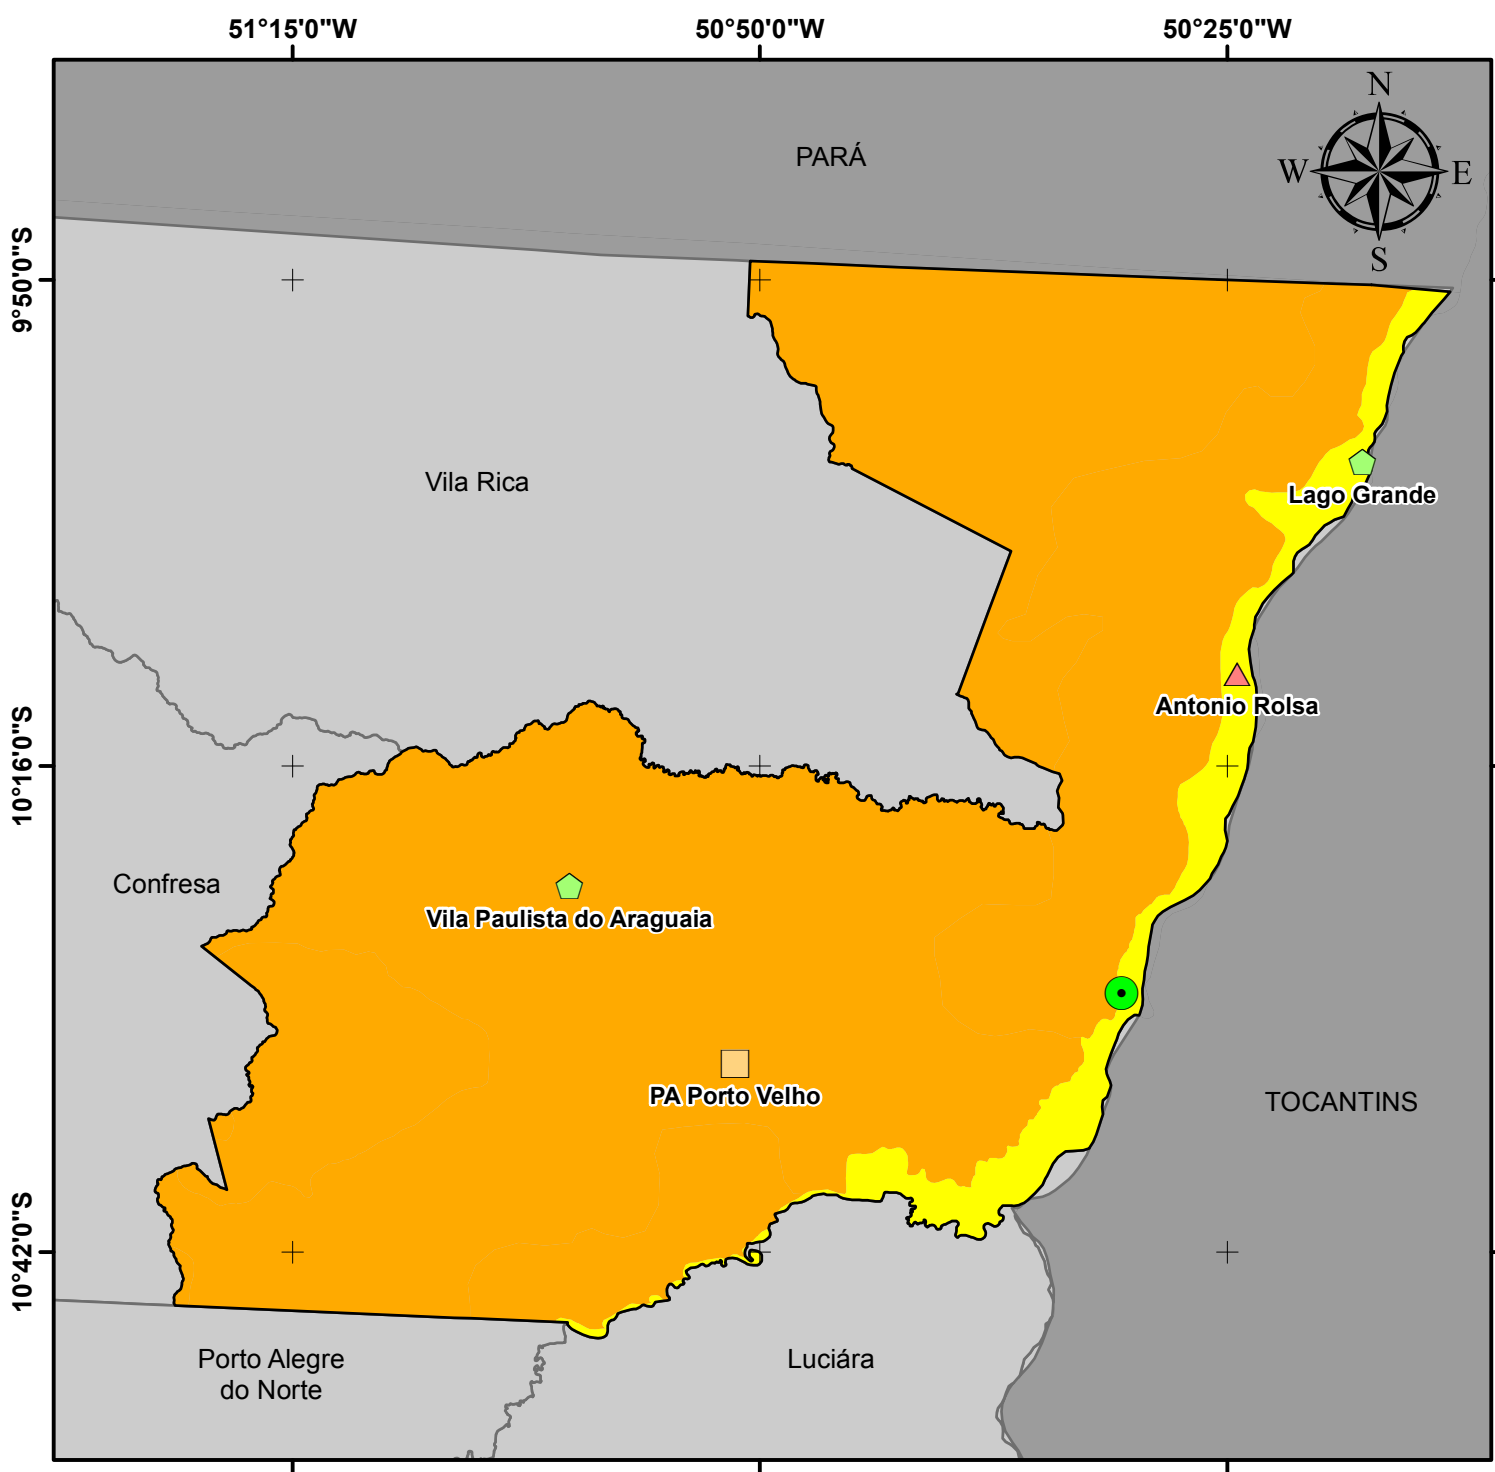 51°15'0"W
50°50'0"W
50°25'0"W
N
PARÁ
W
E
S
9°50'0"S
Vila Rica
Lago Grande
Antonio Rolsa
10°16'0"S
Confresa
Vila Paulista do Araguaia
PA Porto Velho
TOCANTINS
10°42'0"S
Porto Alegre
do Norte
Luciára